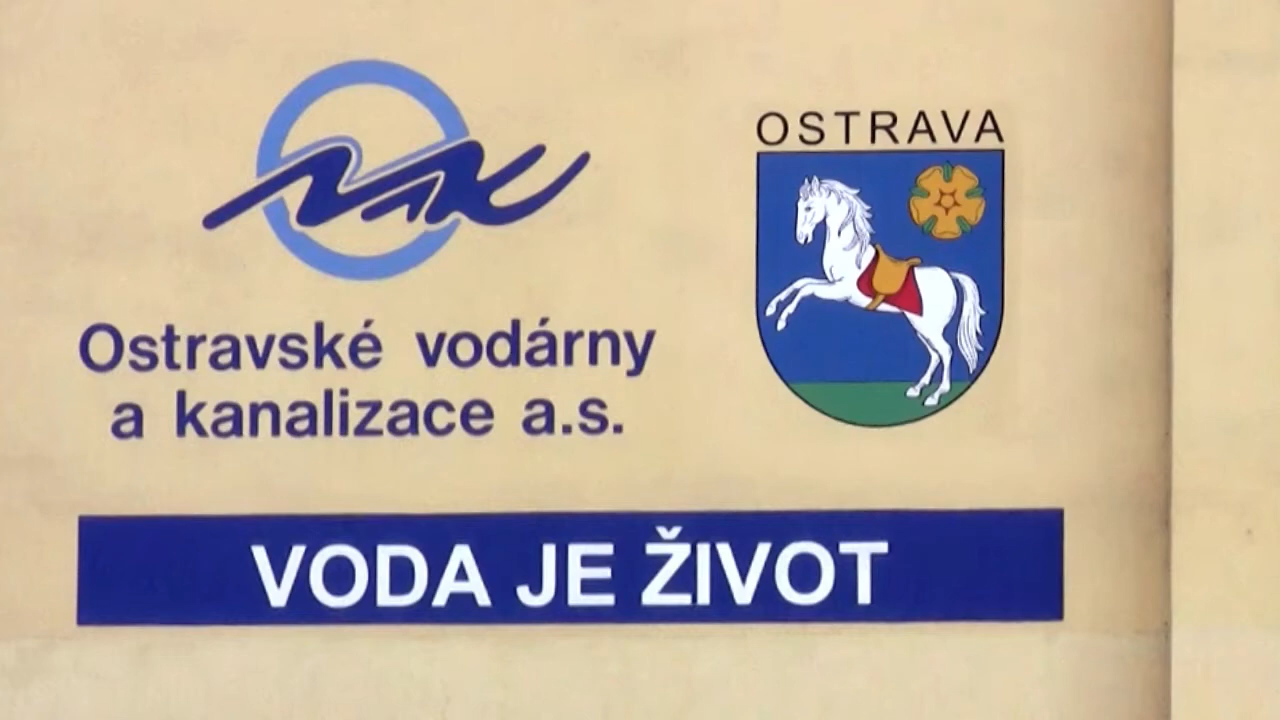 OSTRAVA
Ostravské vodárny
a kanalizace a.s.
VODA JE ŽIVOT